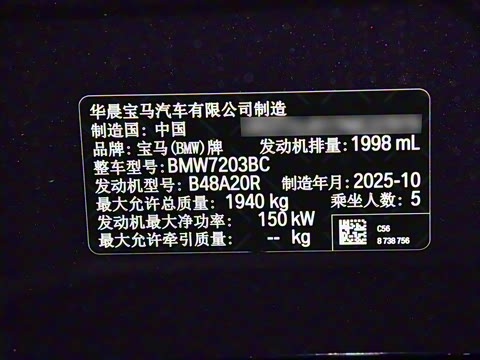 华晨宝马汽车有限公司制造
制造国: 中国
品牌: 宝马(BMW)牌 发动机排量: 1998 mL
整车型号: BMW7203BC
发动机型号: B48A20R 制造年月: 2025-10
最大允许总质量: 1940 kg 乘坐人数: 5
发动机最大净功率: 150 kW
最大允许牵引质量: -- kg
C56
8 738 756